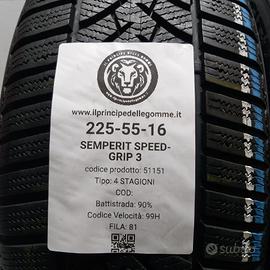 www.ilprincipedellegomme.it
225-55-16
SEMPERIT SPEED-
GRIP 3
codice prodotto: 51151
Tipo: 4 STAGIONI
COD:
Battistrada: 90%
Codice Velocità: 99H
FILA: 81
subito